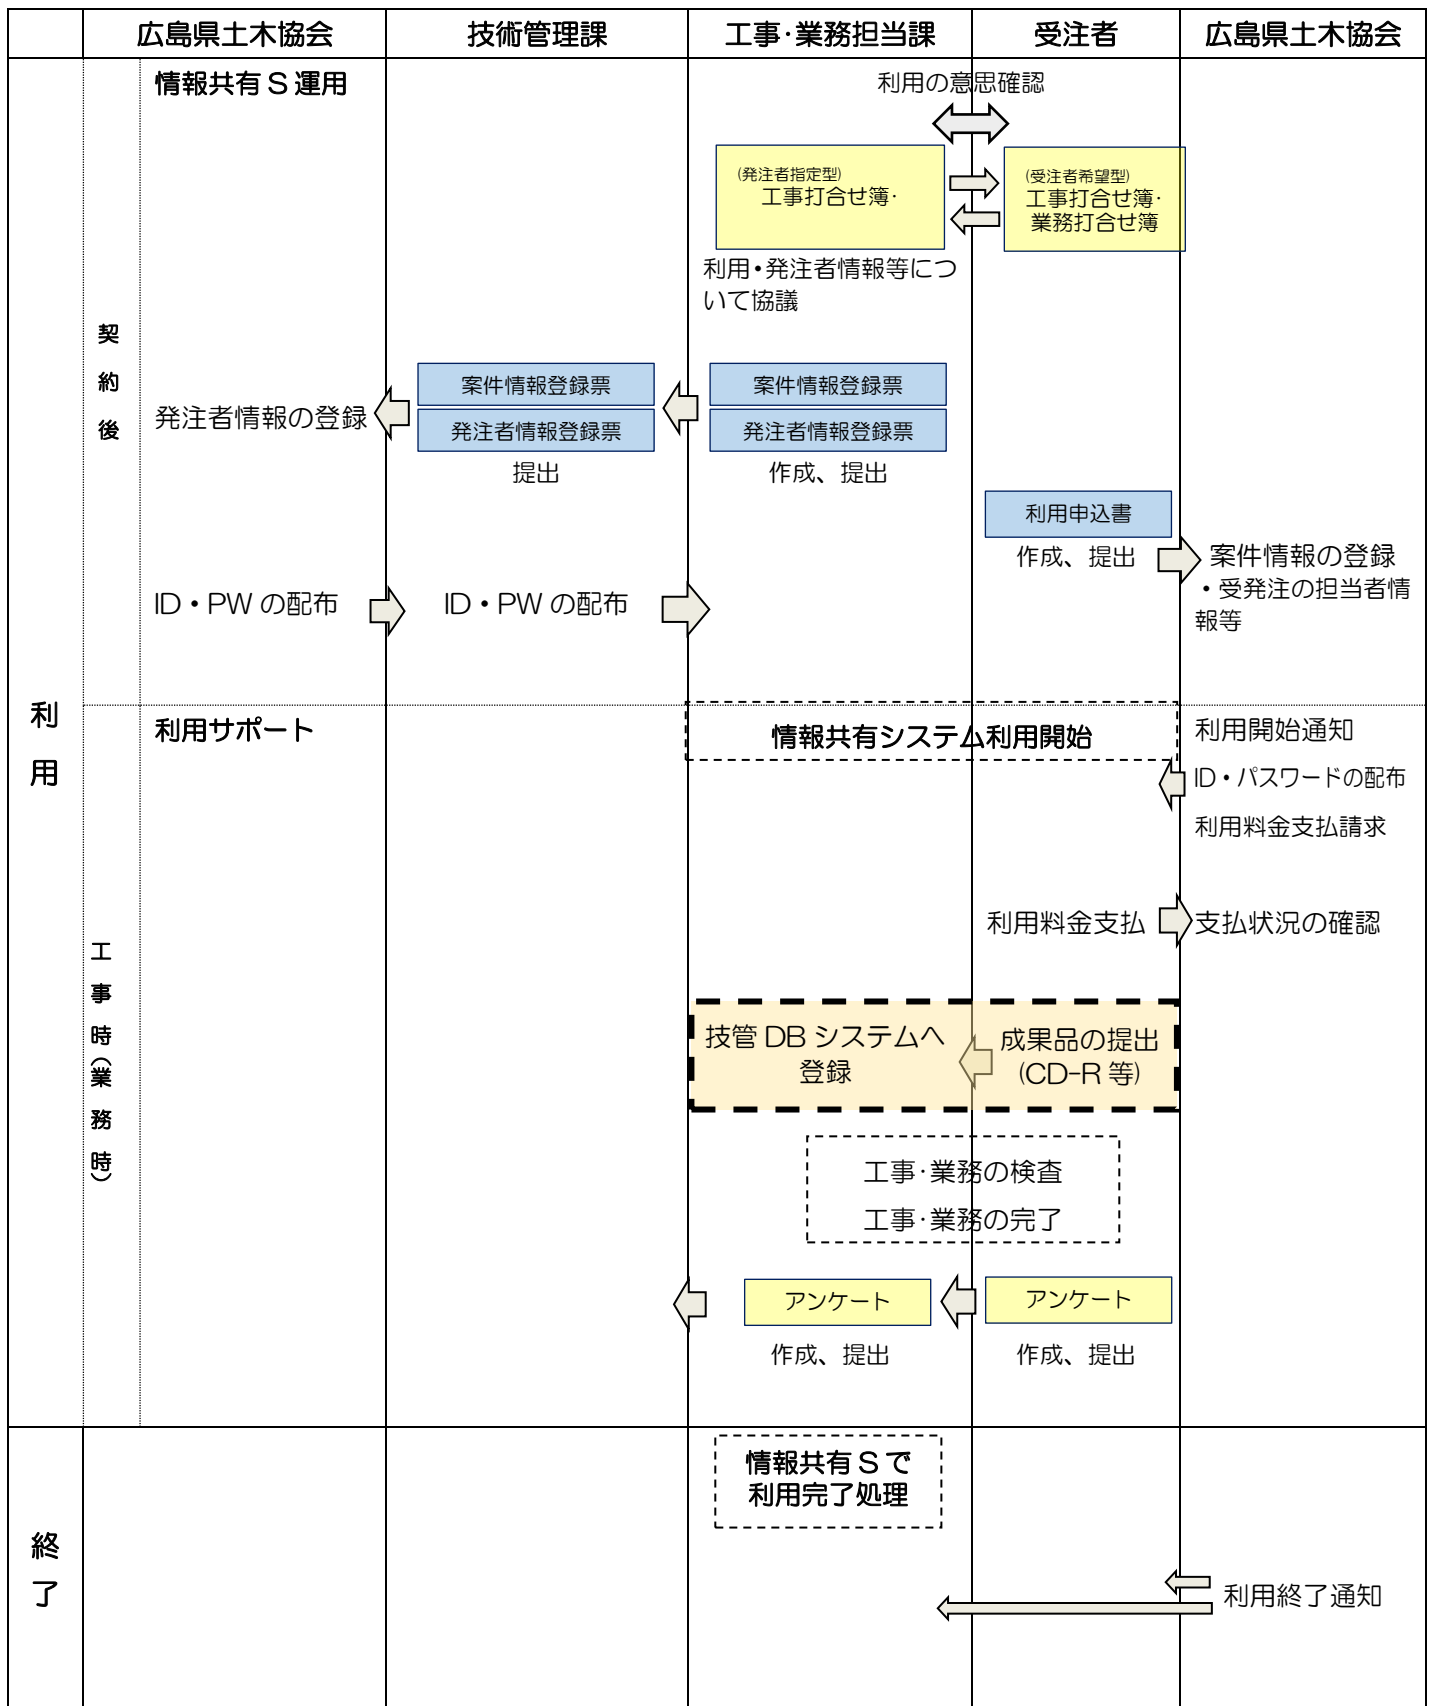 広島県土木協会
技術管理課
工事･業務担当課
受注者
広島県土木協会
利用
契約後
情報共有S運用
利用の意思確認
(発注者指定型)
工事打合せ簿･
(受注者希望型)
工事打合せ簿･
業務打合せ簿
利用・発注者情報等につ
いて協議
発注者情報の登録
案件情報登録票
発注者情報登録票
提出
案件情報登録票
発注者情報登録票
作成、提出
利用申込書
作成、提出
案件情報の登録
・受発注の担当者情
報等
ID・PWの配布
ID・PWの配布
工事時(業務時)
利用サポート
情報共有システム利用開始
利用開始通知
ID・パスワードの配布
利用料金支払請求
利用料金支払
支払状況の確認
技管DBシステムへ
登録
成果品の提出
(CD-R等)
工事･業務の検査
工事･業務の完了
アンケート
作成、提出
アンケート
作成、提出
終了
情報共有Sで
利用完了処理
利用終了通知